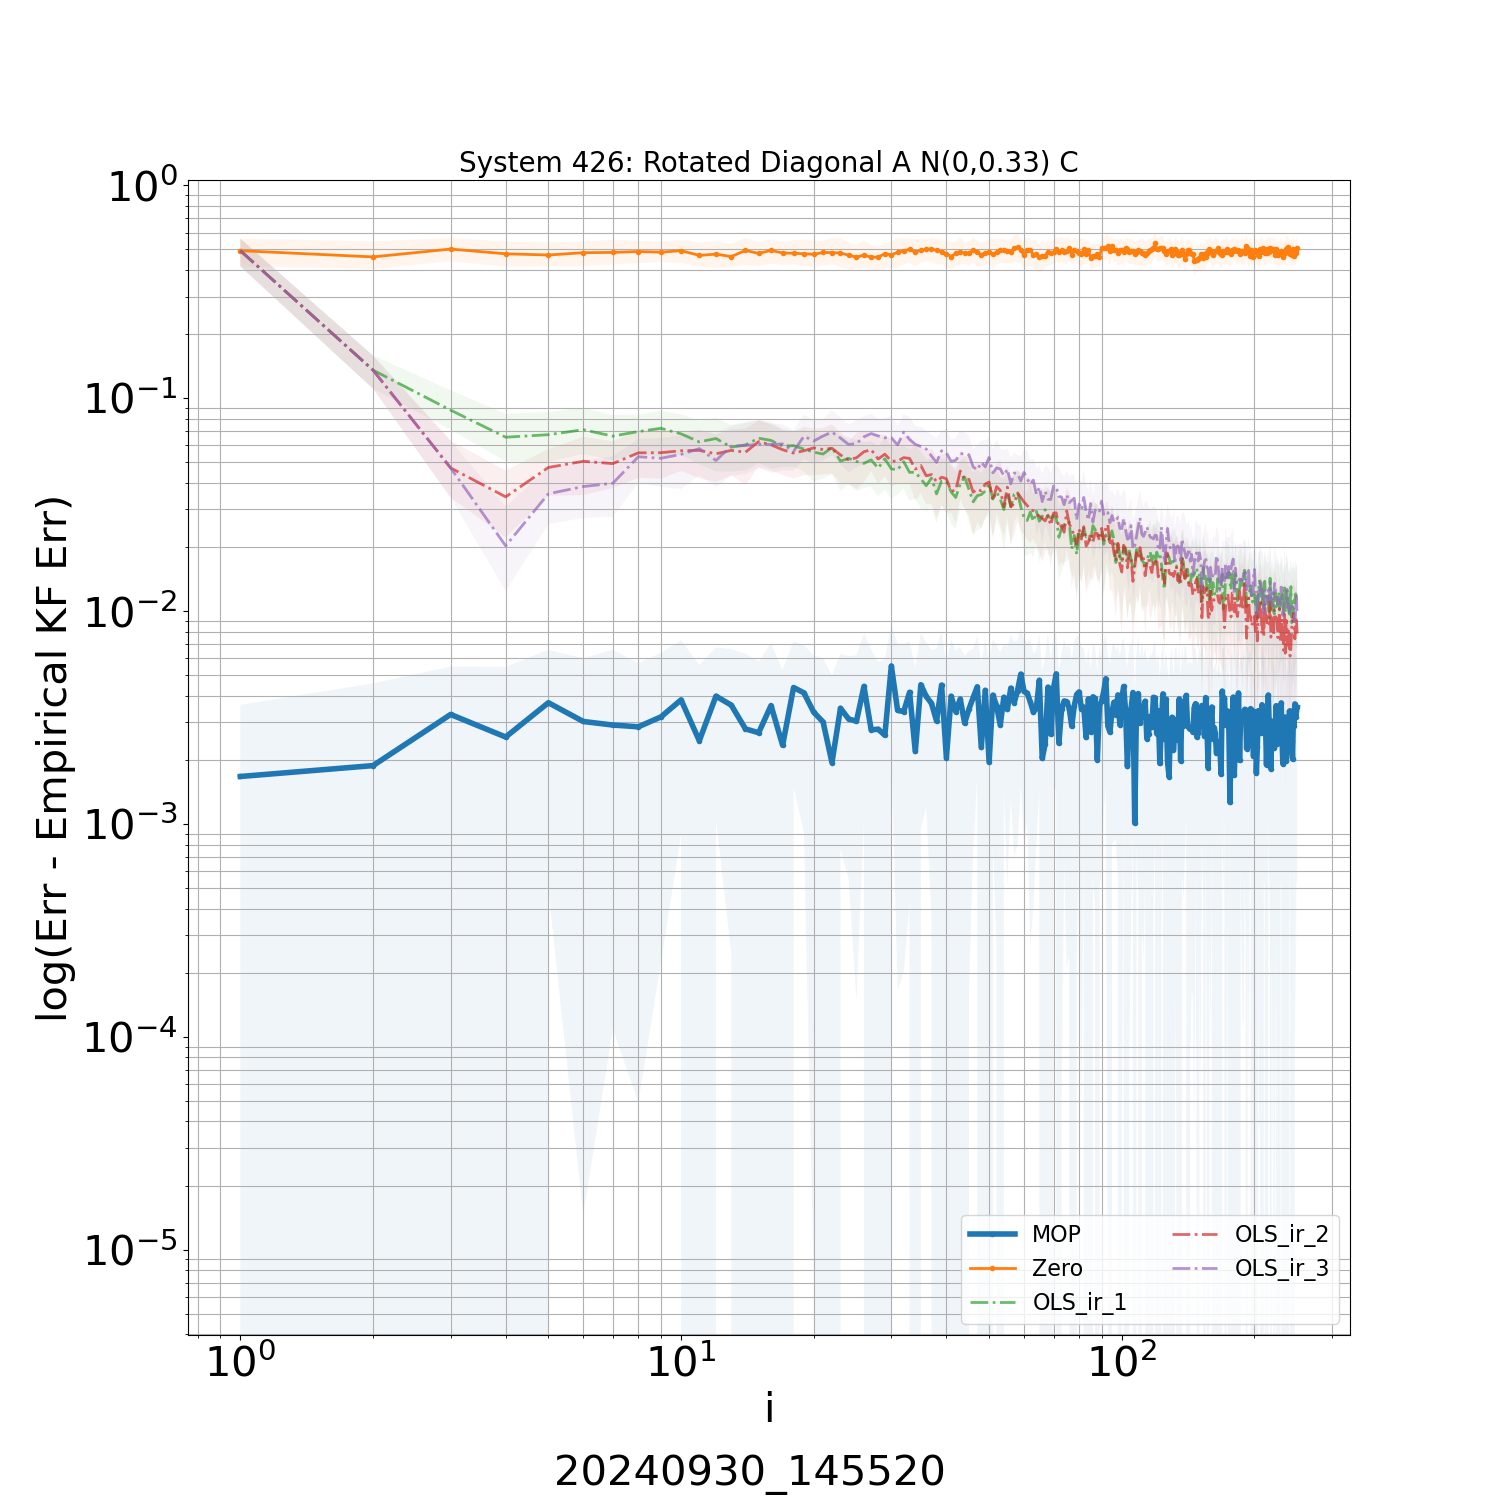 System 426: Rotated Diagonal A N(0,0.33) C
log(Err - Empirical KF Err)
10⁰
10⁻¹
10⁻²
10⁻³
10⁻⁴
10⁻⁵
MOP
Zero
OLS_ir_1
OLS_ir_2
OLS_ir_3
10⁰ 10¹ 10²
i
20240930_145520